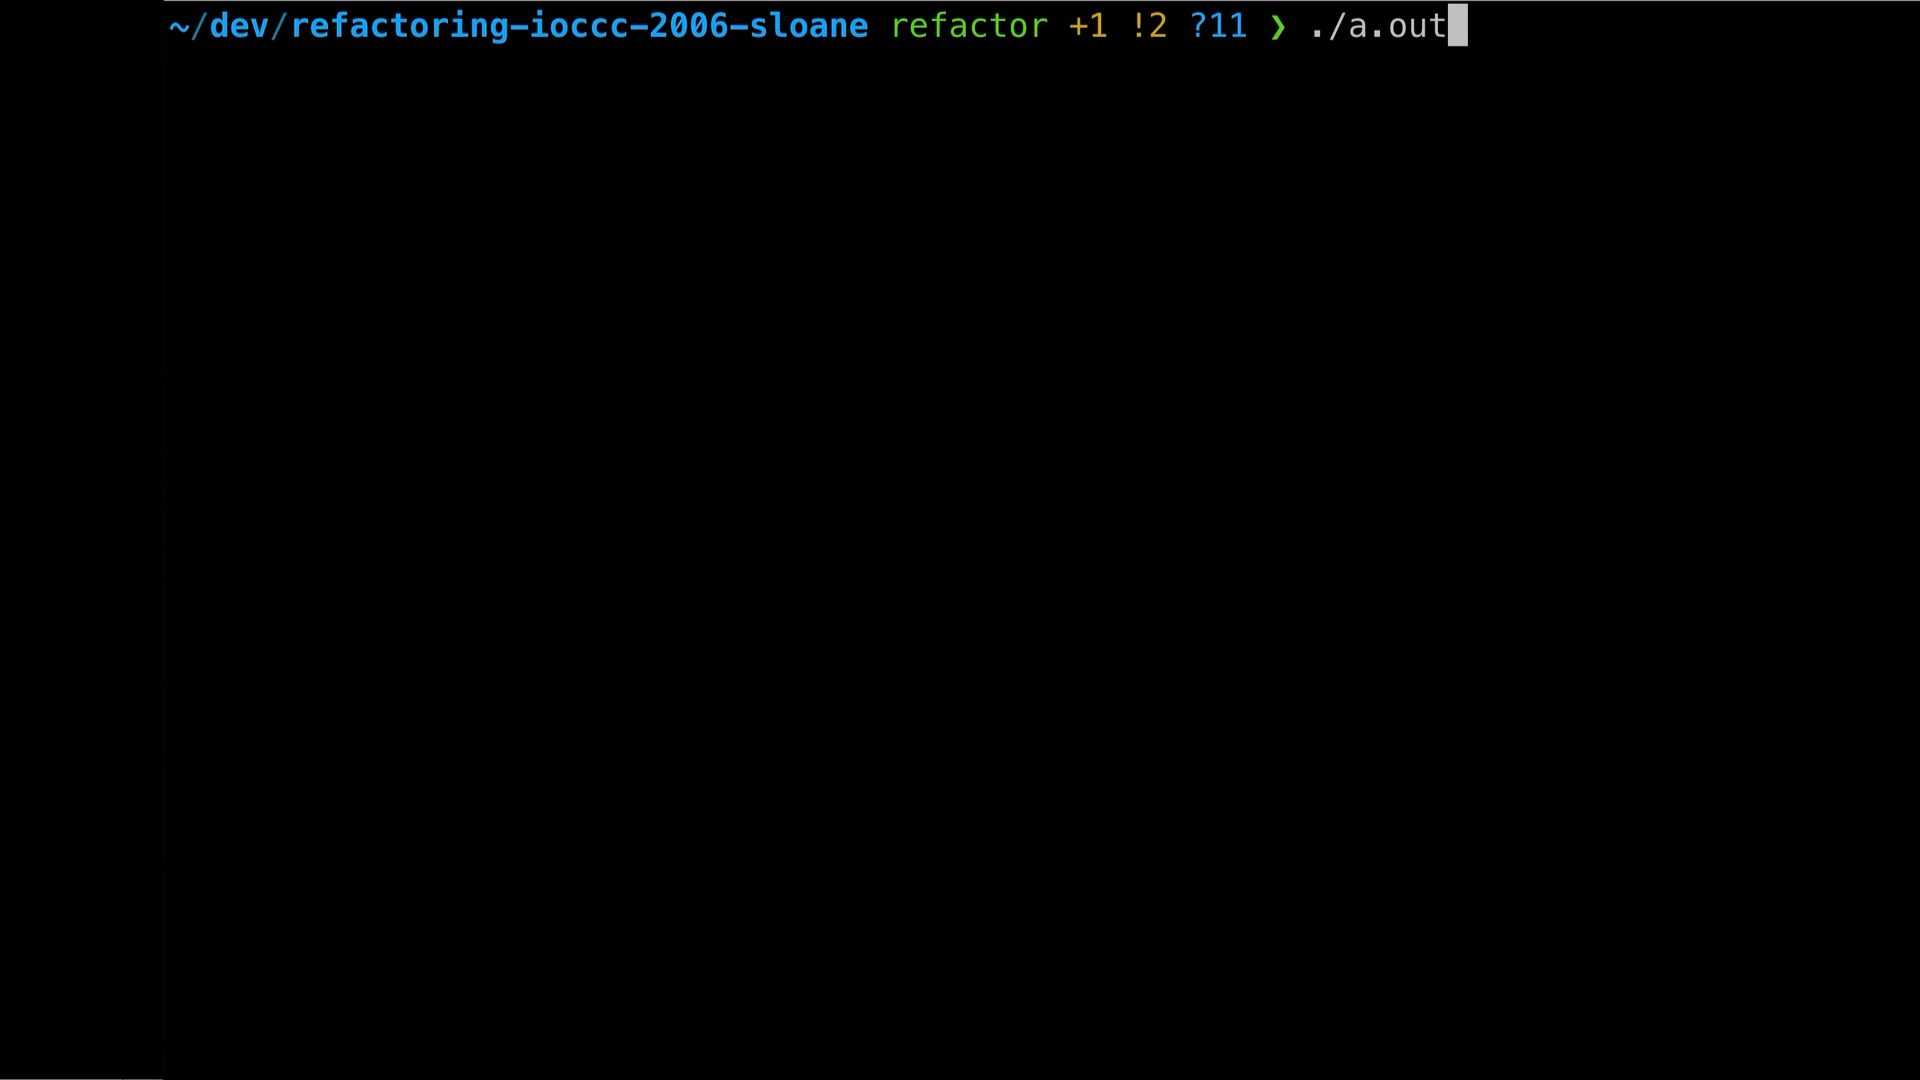 ~/dev/refactoring-ioccc-2006-sloane refactor +1 !2 ?11 ❯ ./a.out